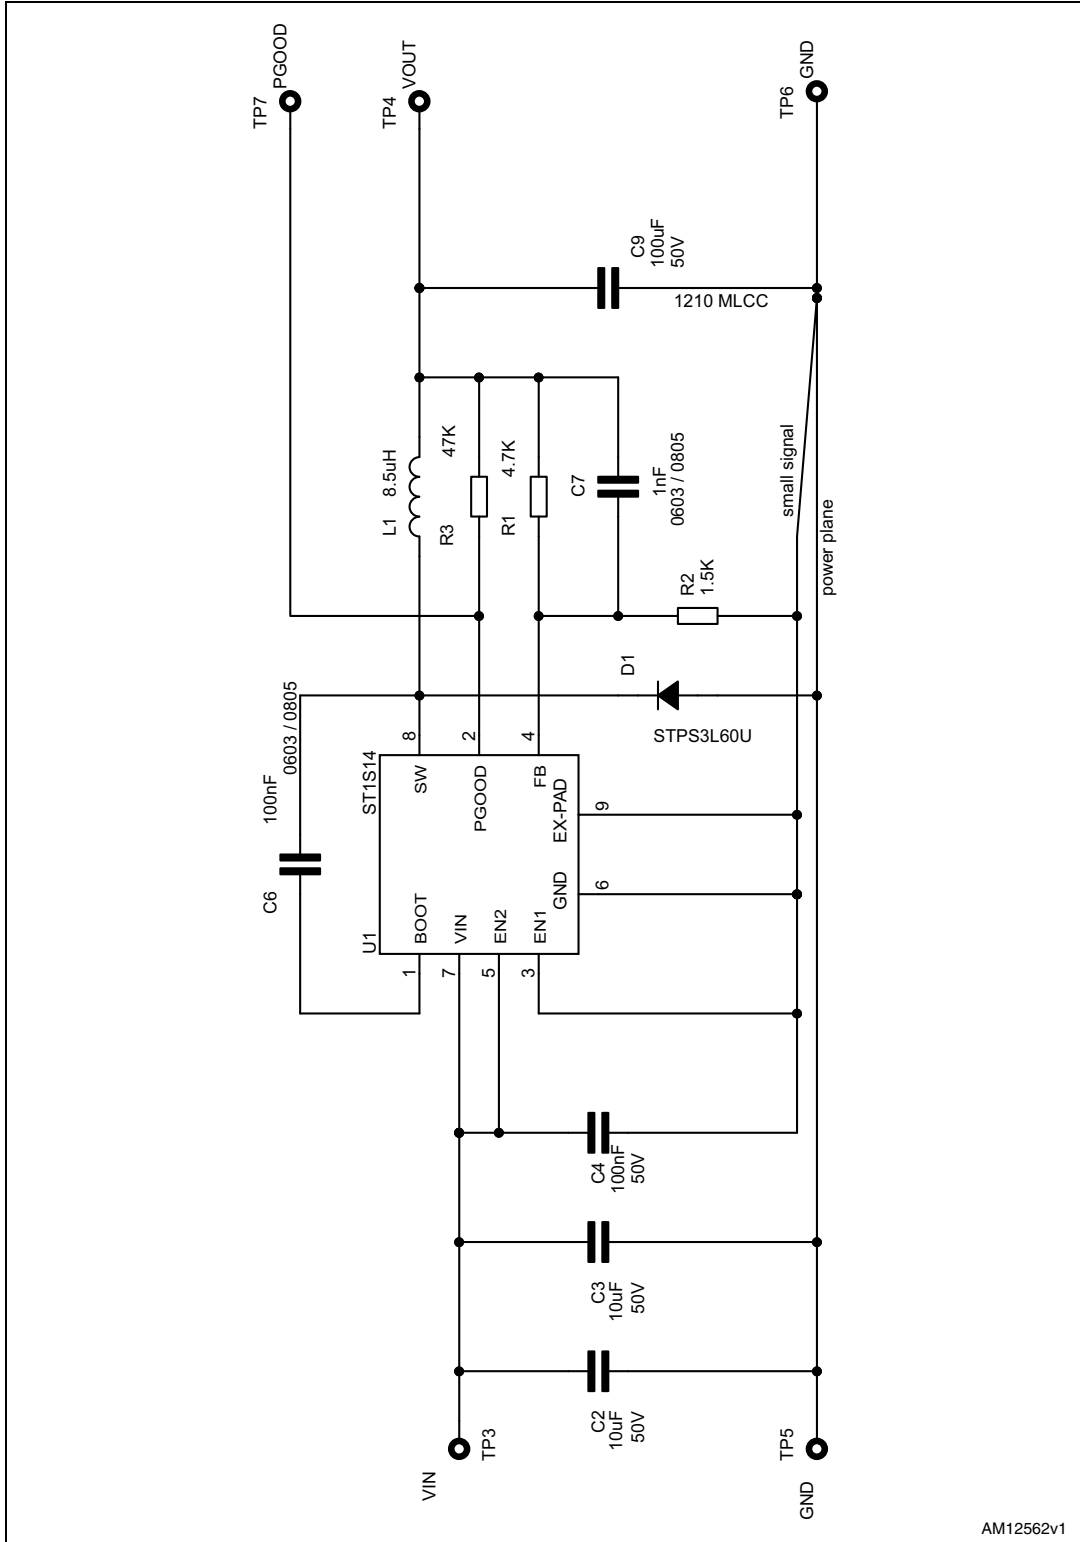 PGOOD
TP7
VOUT
TP4
GND
TP6
C9
100uF
50V
1210 MLCC
L1 8.5uH
R3
47K
R1
4.7K
C7
1nF
0603 / 0805
R2
1.5K
small signal
power plane
D1
STPS3L60U
C6
100nF
0603 / 0805
U1
ST1S14
BOOT
VIN
EN2
EN1
SW
PGOOD
FB
GND
EX-PAD
1
7
5
3
8
2
4
6
9
C4
100nF
50V
C3
10uF
50V
C2
10uF
50V
VIN
TP3
GND
TP5
AM12562v1